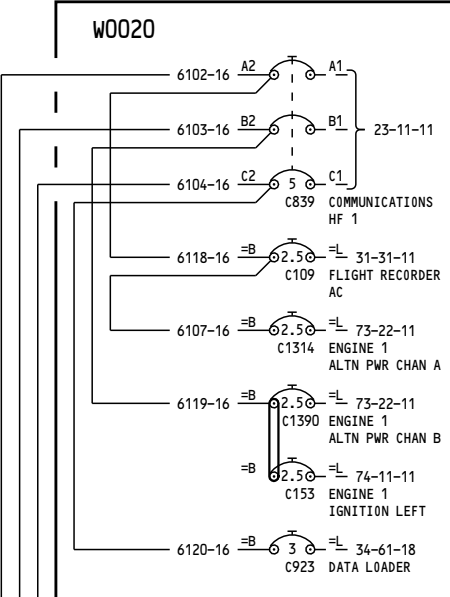 W0020
6102-16 A2 A1
6103-16 B2 B1 23-11-11
6104-16 C2 5 C1
C839 COMMUNICATIONS
HF 1
6118-16 =B 2.5 =L 31-31-11
C109 FLIGHT RECORDER
AC
6107-16 =B 2.5 =L 73-22-11
C1314 ENGINE 1
ALTN PWR CHAN A
6119-16 =B 2.5 =L 73-22-11
C1390 ENGINE 1
ALTN PWR CHAN B
=B 2.5 =L 74-11-11
C153 ENGINE 1
IGNITION LEFT
6120-16 =B 3 =L 34-61-18
C923 DATA LOADER